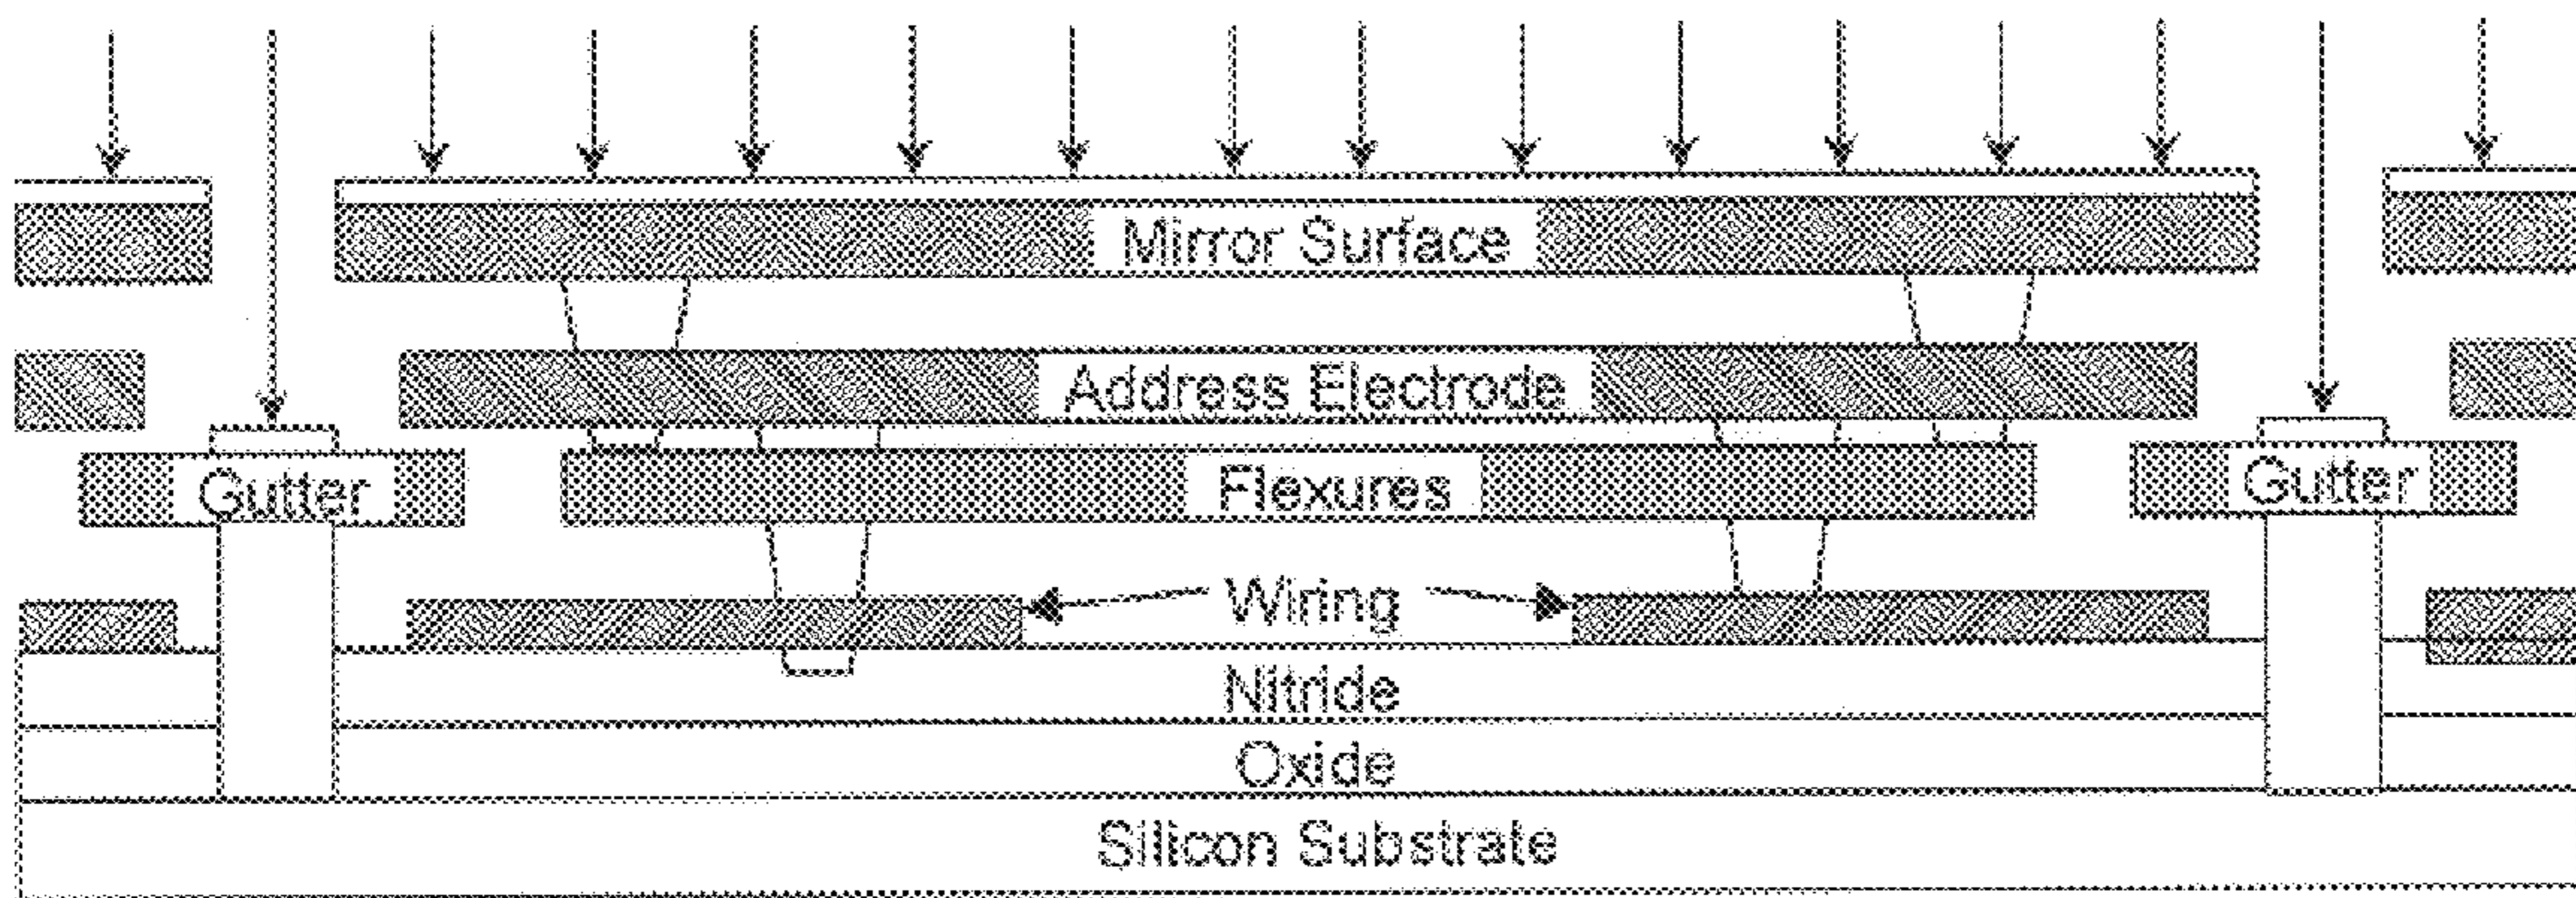 Mirror Surface
Address Electrode
Gutter
Flexures
Gutter
Wiring
Nitride
Oxide
Silicon Substrate